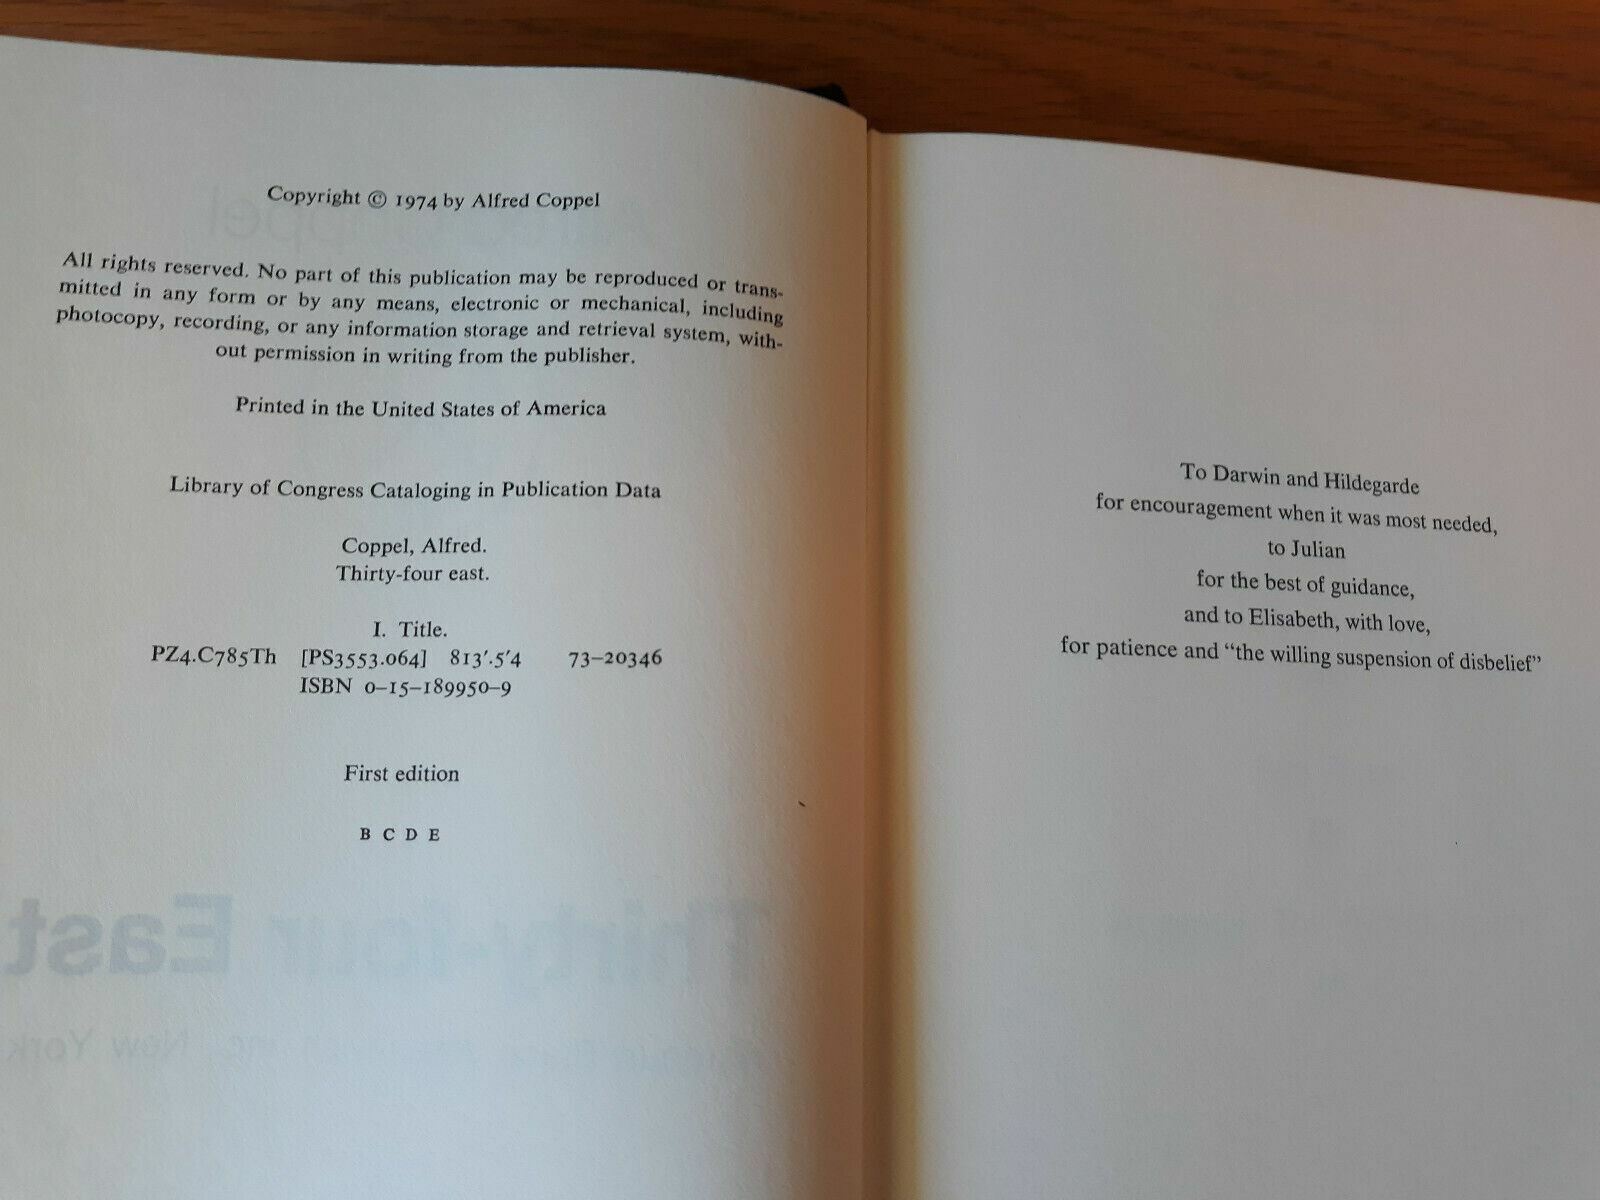 Copyright © 1974 by Alfred Coppel
All rights reserved. No part of this publication may be reproduced or trans-
mitted in any form or by any means, electronic or mechanical, including
photocopy, recording, or any information storage and retrieval system, with-
out permission in writing from the publisher.
Printed in the United States of America
Library of Congress Cataloging in Publication Data
Coppel, Alfred.
Thirty-four east.
I. Title.
PZ4.C785Th [PS3553.064] 813'.5'4 73–20346
ISBN 0–15–189950–9
First edition
B C D E
Thirty-four East
New York
To Darwin and Hildegarde
for encouragement when it was most needed,
to Julian
for the best of guidance,
and to Elisabeth, with love,
for patience and “the willing suspension of disbelief”